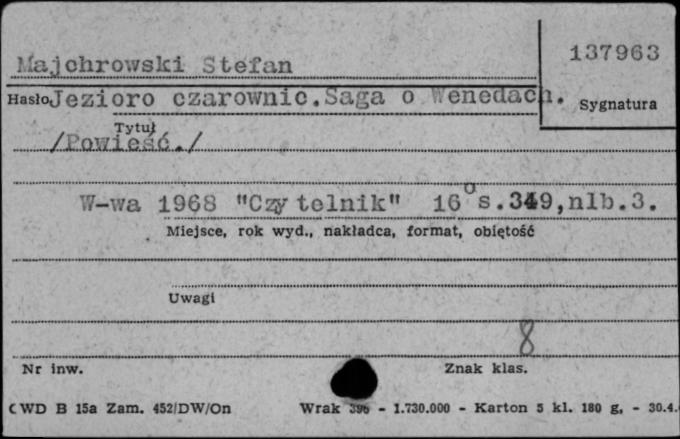 137963
Majchrowski Stefan
Hasło Jezioro czarownic. Saga o Wenedach.
Sygnatura
Tytuł
/Powieść./
W-wa 1968 "Czytelnik" 16° s.349,nlb.3.
Miejsce, rok wyd., nakładca, format, obiętość
Uwagi
8
Nr inw.
Znak klas.
CWD B 15a Zam. 452/DW/On Wrak 396 - 1.730.000 - Karton 5 kl. 180 g. - 30.4.